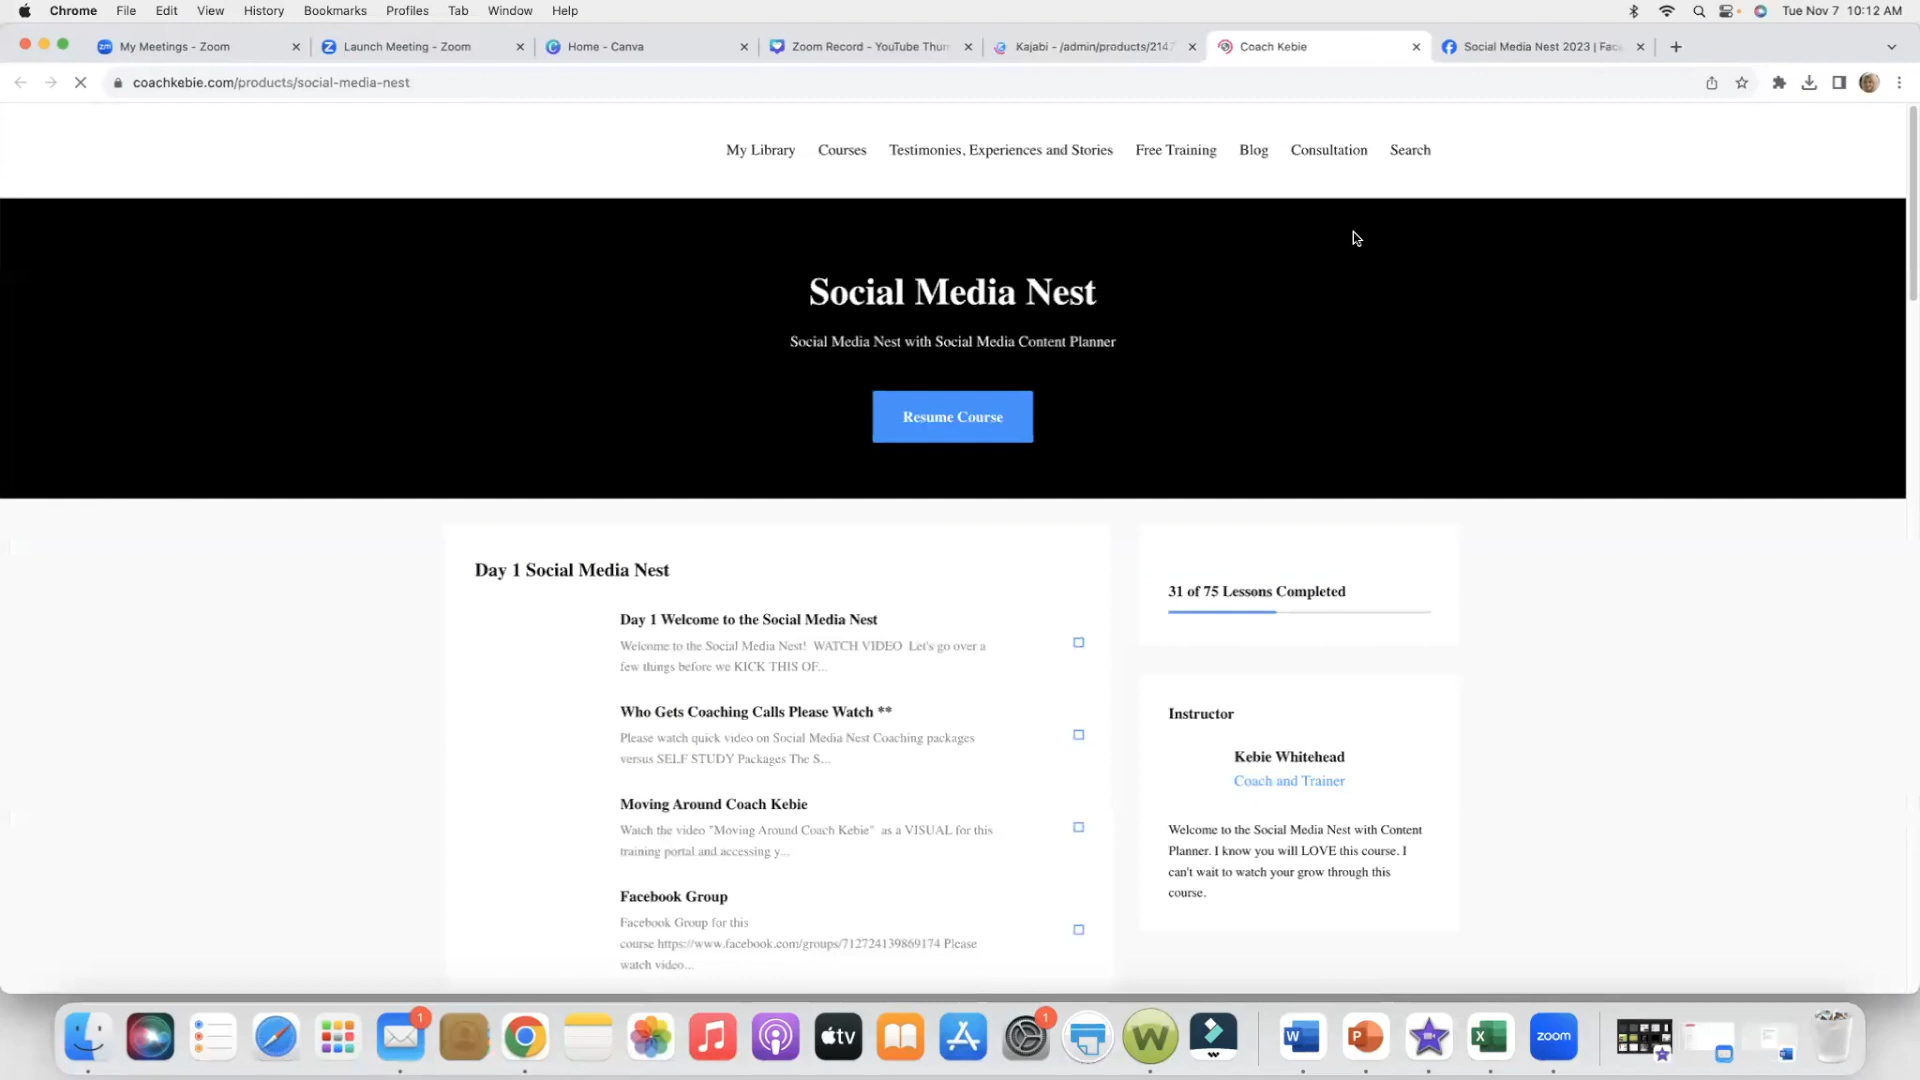 Chrome File Edit View History Bookmarks Profiles Tab Window Help Tue Nov 7 10:12 AM
My Meetings - Zoom Launch Meeting - Zoom Home - Canva Zoom Record - YouTube Thum Kajabi - /admin/products/2147 Coach Kebie Social Media Nest 2023 | Fac
coachkebie.com/products/social-media-nest
My Library Courses Testimonies, Experiences and Stories Free Training Blog Consultation Search
Social Media Nest
Social Media Nest with Social Media Content Planner
Resume Course
Day 1 Social Media Nest
Day 1 Welcome to the Social Media Nest
Welcome to the Social Media Nest! WATCH VIDEO Let's go over a
few things before we KICK THIS OF...
Who Gets Coaching Calls Please Watch **
Please watch quick video on Social Media Nest Coaching packages
versus SELF STUDY Packages The S...
Moving Around Coach Kebie
Watch the video "Moving Around Coach Kebie" as a VISUAL for this
training portal and accessing y...
Facebook Group
Facebook Group for this
course https://www.facebook.com/groups/712724139869174 Please
watch video...
31 of 75 Lessons Completed
Instructor
Kebie Whitehead
Coach and Trainer
Welcome to the Social Media Nest with Content
Planner. I know you will LOVE this course. I
can't wait to watch your grow through this
course.
1
1
tv
W
W
P
X
zoom